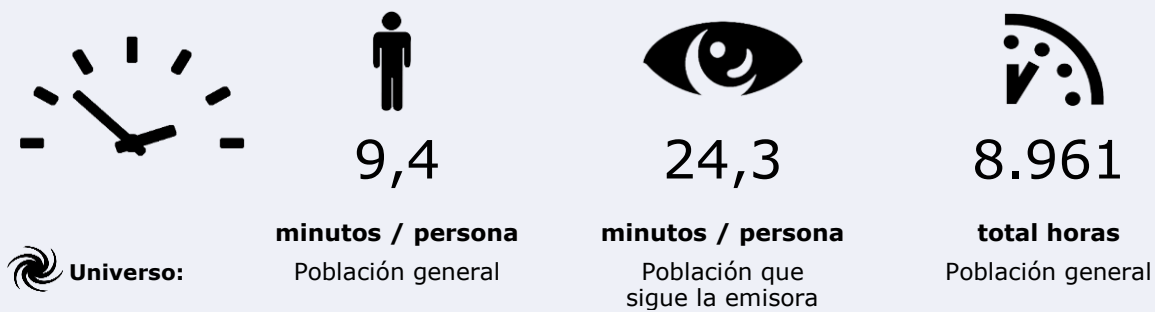 9,4 24,3 8.961
minutos / persona minutos / persona total horas
Universo: Población general Población que Población general
sigue la emisora